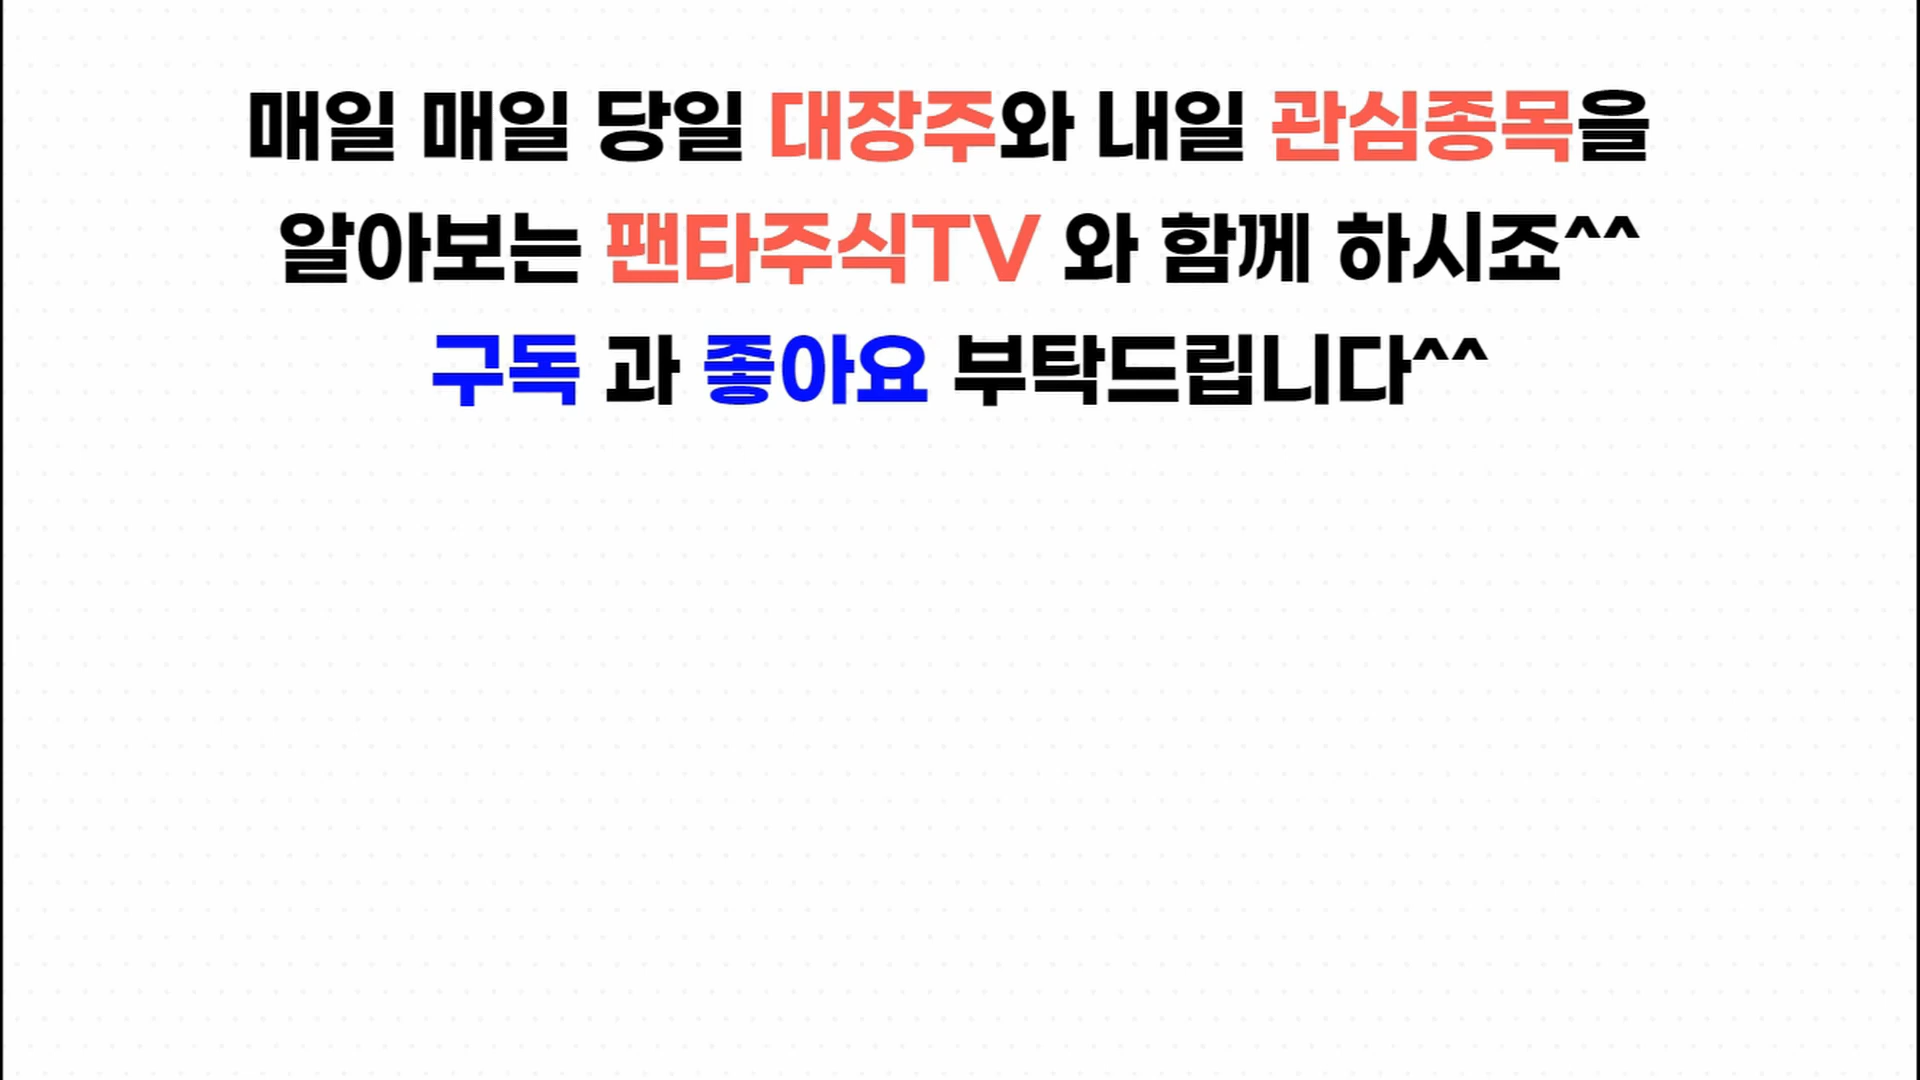 매일 매일 당일 대장주와 내일 관심종목을
알아보는 팬타주식TV 와 함께 하시죠^^
구독 과 좋아요 부탁드립니다^^